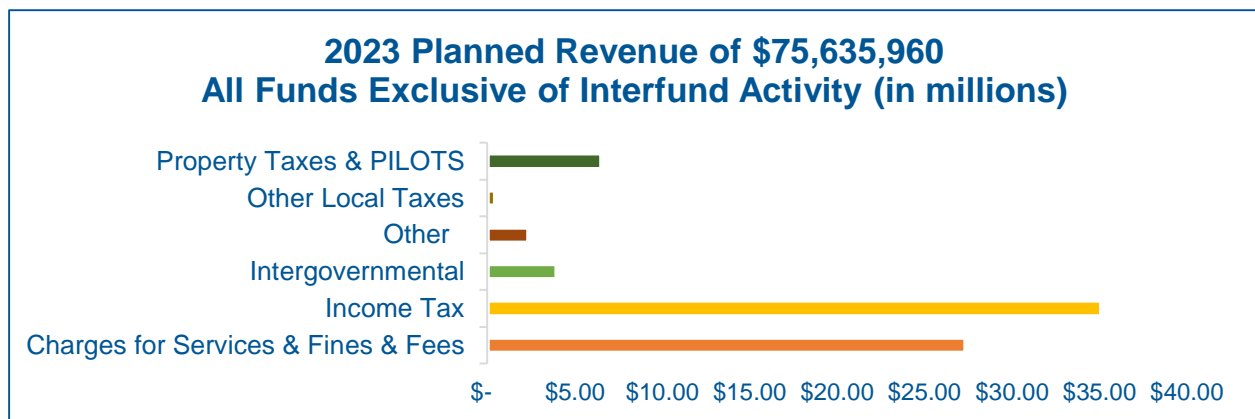 2023 Planned Revenue of $75,635,960
All Funds Exclusive of Interfund Activity (in millions)
Property Taxes & PILOTS
Other Local Taxes
Other
Intergovernmental
Income Tax
Charges for Services & Fines & Fees
$- $5.00 $10.00 $15.00 $20.00 $25.00 $30.00 $35.00 $40.00